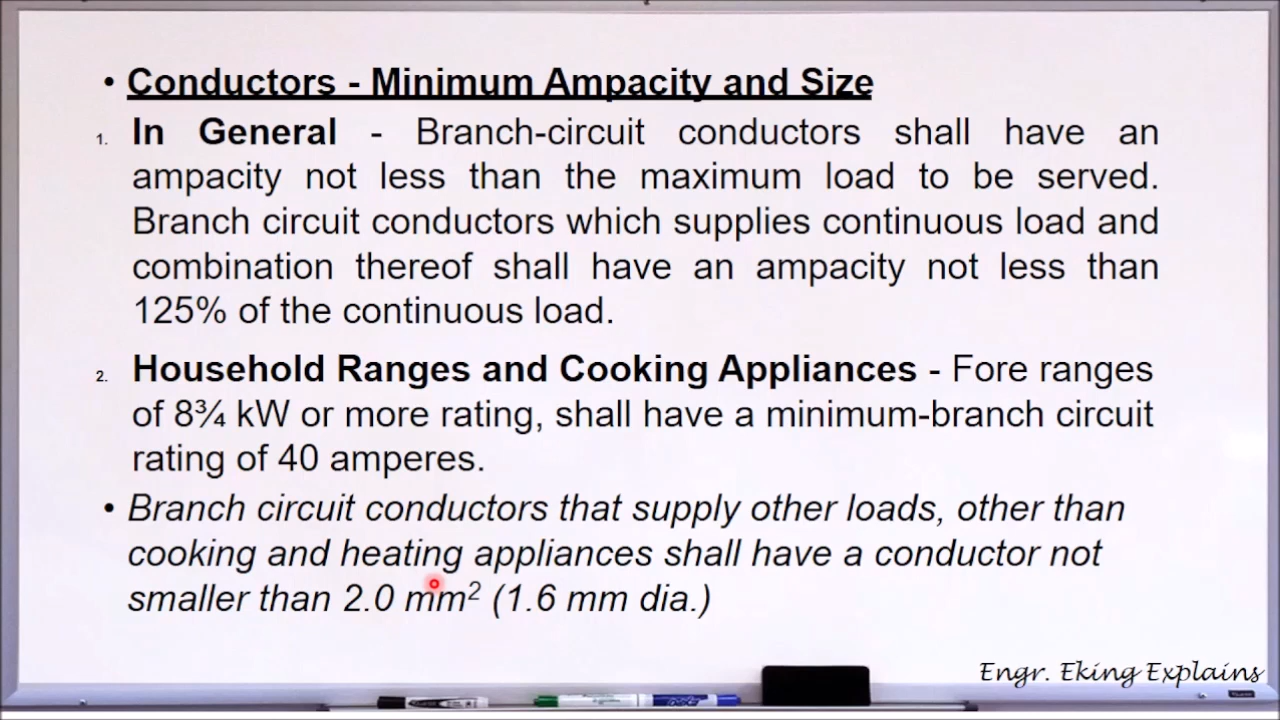 • Conductors - Minimum Ampacity and Size
1. In General - Branch-circuit conductors shall have an
ampacity not less than the maximum load to be served.
Branch circuit conductors which supplies continuous load and
combination thereof shall have an ampacity not less than
125% of the continuous load.
2. Household Ranges and Cooking Appliances - Fore ranges
of 8¾ kW or more rating, shall have a minimum-branch circuit
rating of 40 amperes.
• Branch circuit conductors that supply other loads, other than
cooking and heating appliances shall have a conductor not
smaller than 2.0 mm² (1.6 mm dia.)
Engr. Eking Explains